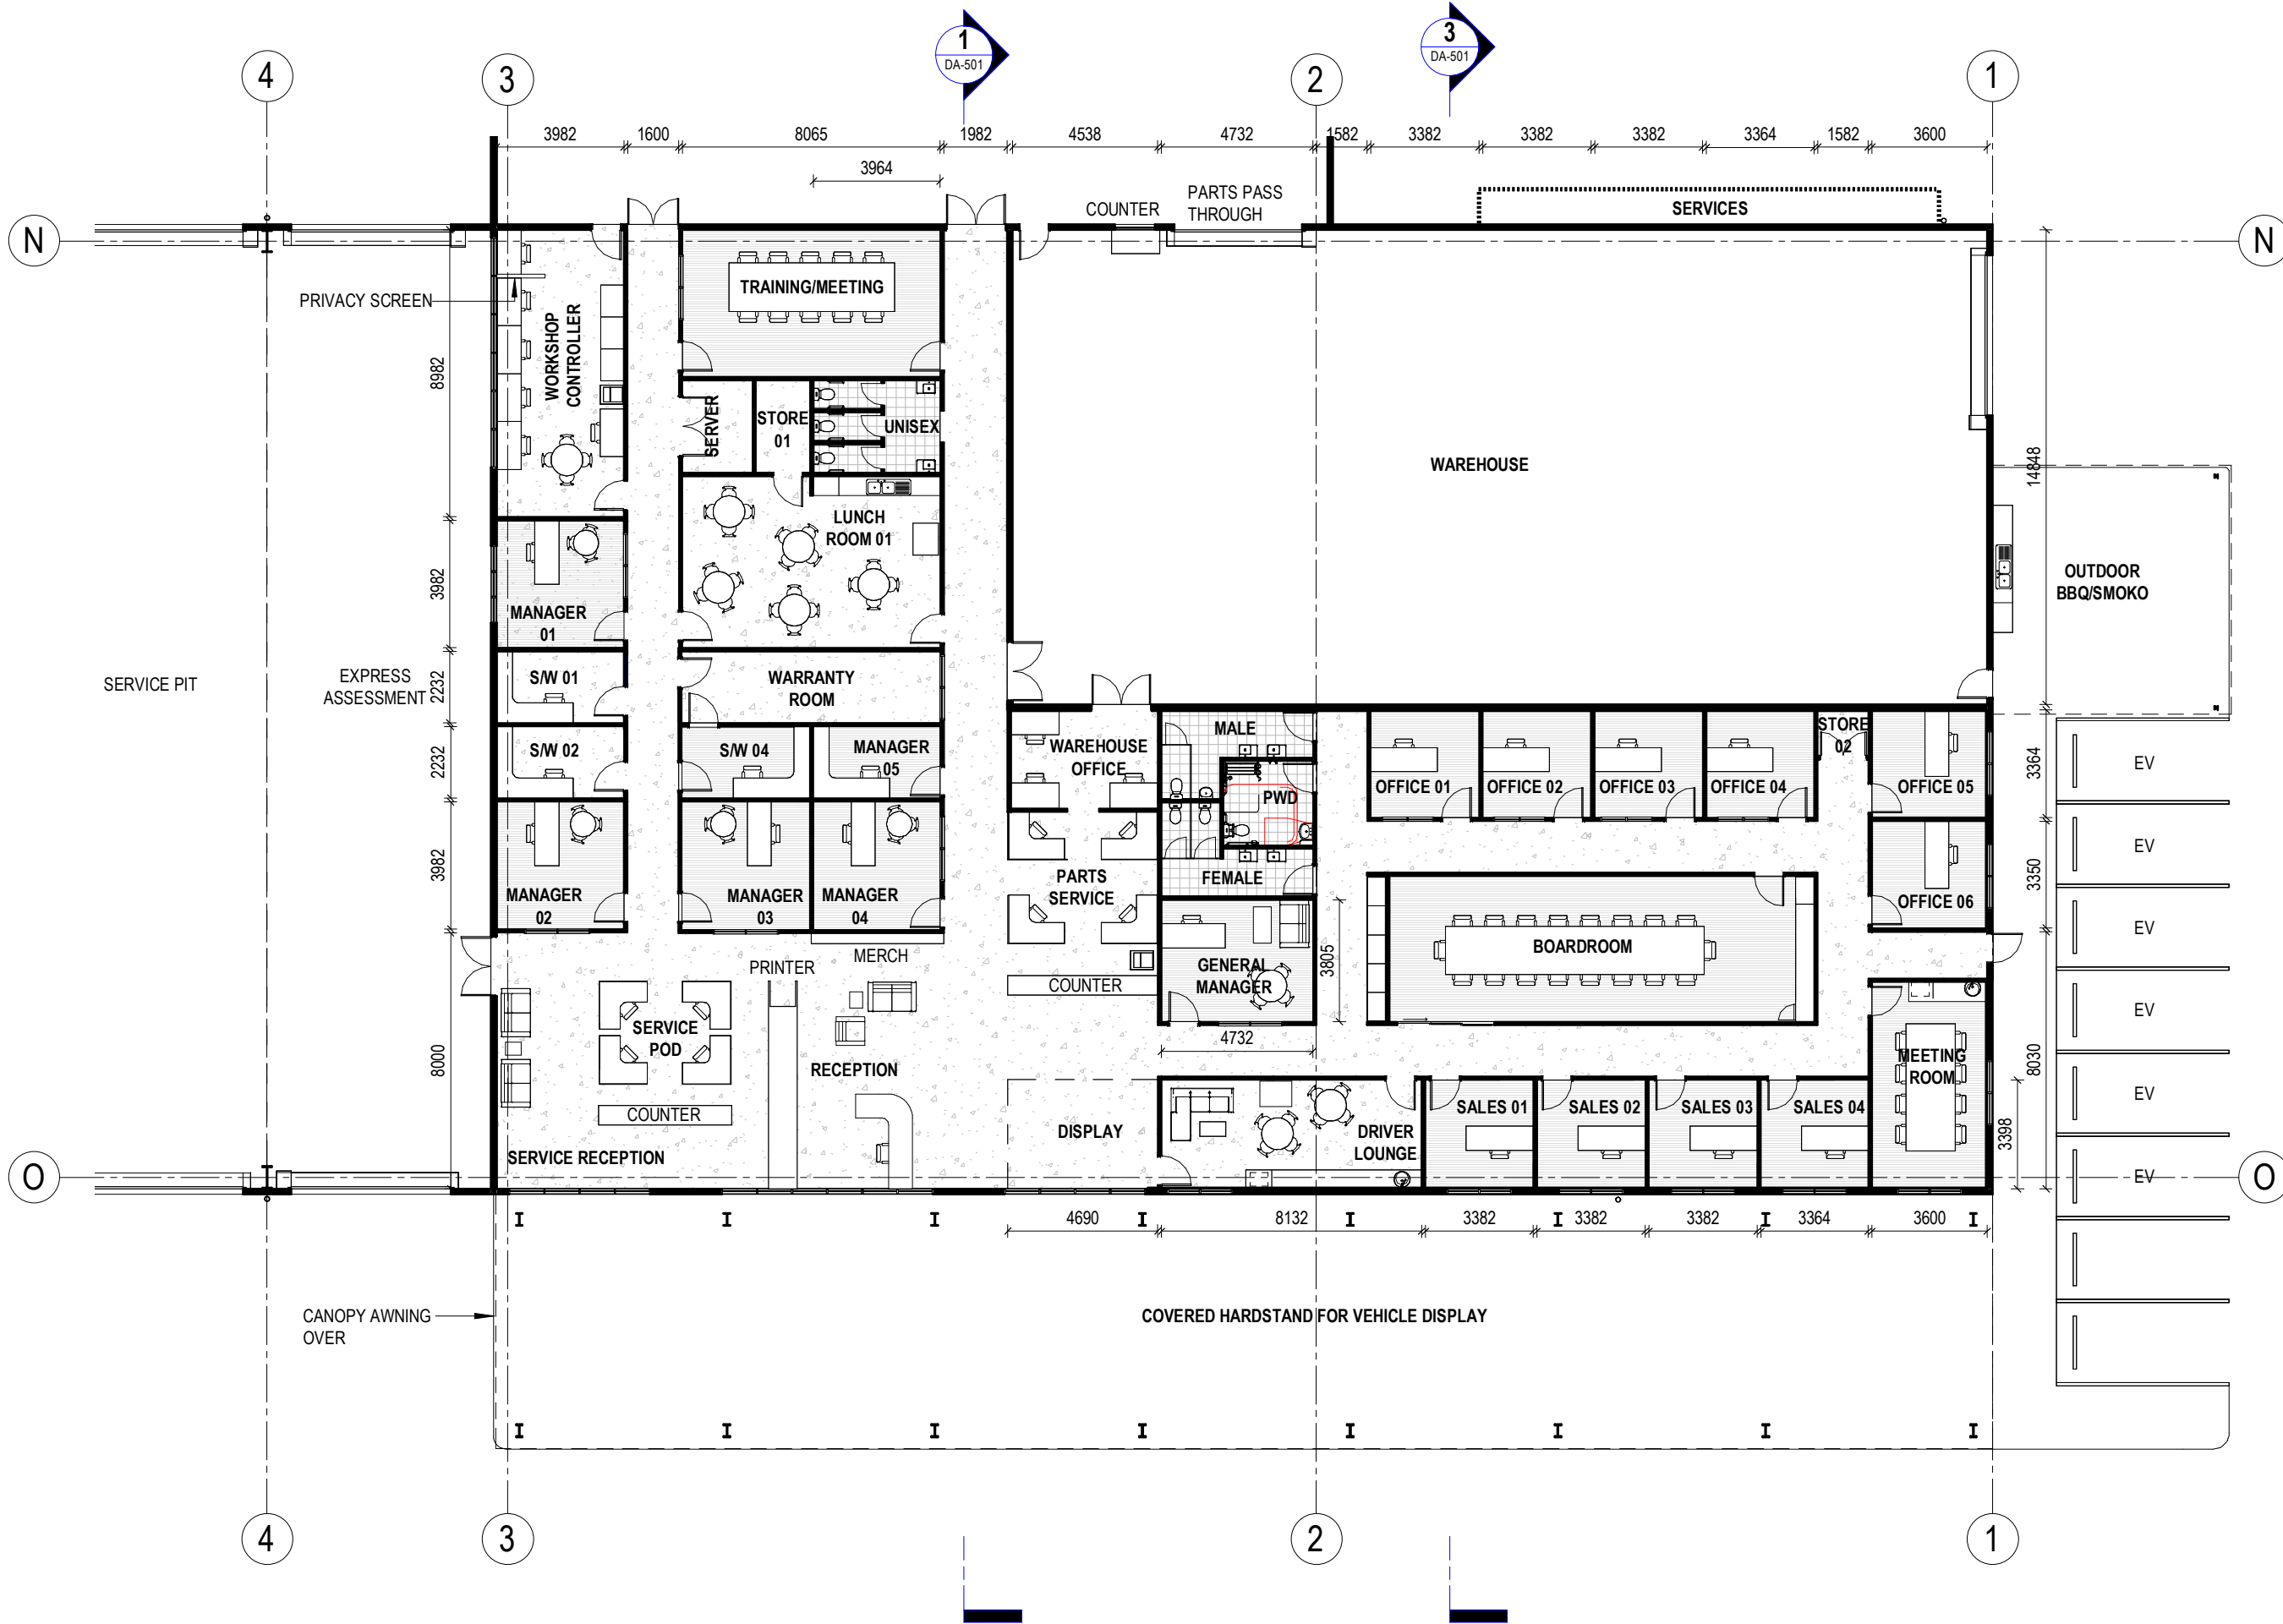 1
DA-501
3
DA-501
4
3
2
1
3982
1600
8065
1982
4538
4732
1582
3382
3382
3382
3364
1582
3600
3964
COUNTER
PARTS PASS
THROUGH
SERVICES
N
N
PRIVACY SCREEN
WORKSHOP
CONTROLLER
TRAINING/MEETING
8982
SERVER
STORE
01
UNISEX
WAREHOUSE
14848
LUNCH
ROOM 01
OUTDOOR
BBQ/SMOKO
3982
MANAGER
01
SERVICE PIT
EXPRESS
ASSESSMENT
2232
S/W 01
WARRANTY
ROOM
2232
S/W 02
S/W 04
MANAGER
05
WAREHOUSE
OFFICE
MALE
PWD
OFFICE 01
OFFICE 02
OFFICE 03
OFFICE 04
STORE
02
OFFICE 05
3364
EV
3982
MANAGER
02
MANAGER
03
MANAGER
04
PARTS
SERVICE
FEMALE
OFFICE 06
3350
EV
EV
PRINTER
MERCH
COUNTER
GENERAL
MANAGER
3805
BOARDROOM
EV
8000
SERVICE
POD
RECEPTION
4732
MEETING
ROOM
8030
EV
COUNTER
SERVICE RECEPTION
DISPLAY
DRIVER
LOUNGE
SALES 01
SALES 02
SALES 03
SALES 04
3398
EV
O
O
4690
8132
3382
3382
3382
3364
3600
CANOPY AWNING
OVER
COVERED HARDSTAND FOR VEHICLE DISPLAY
4
3
2
1